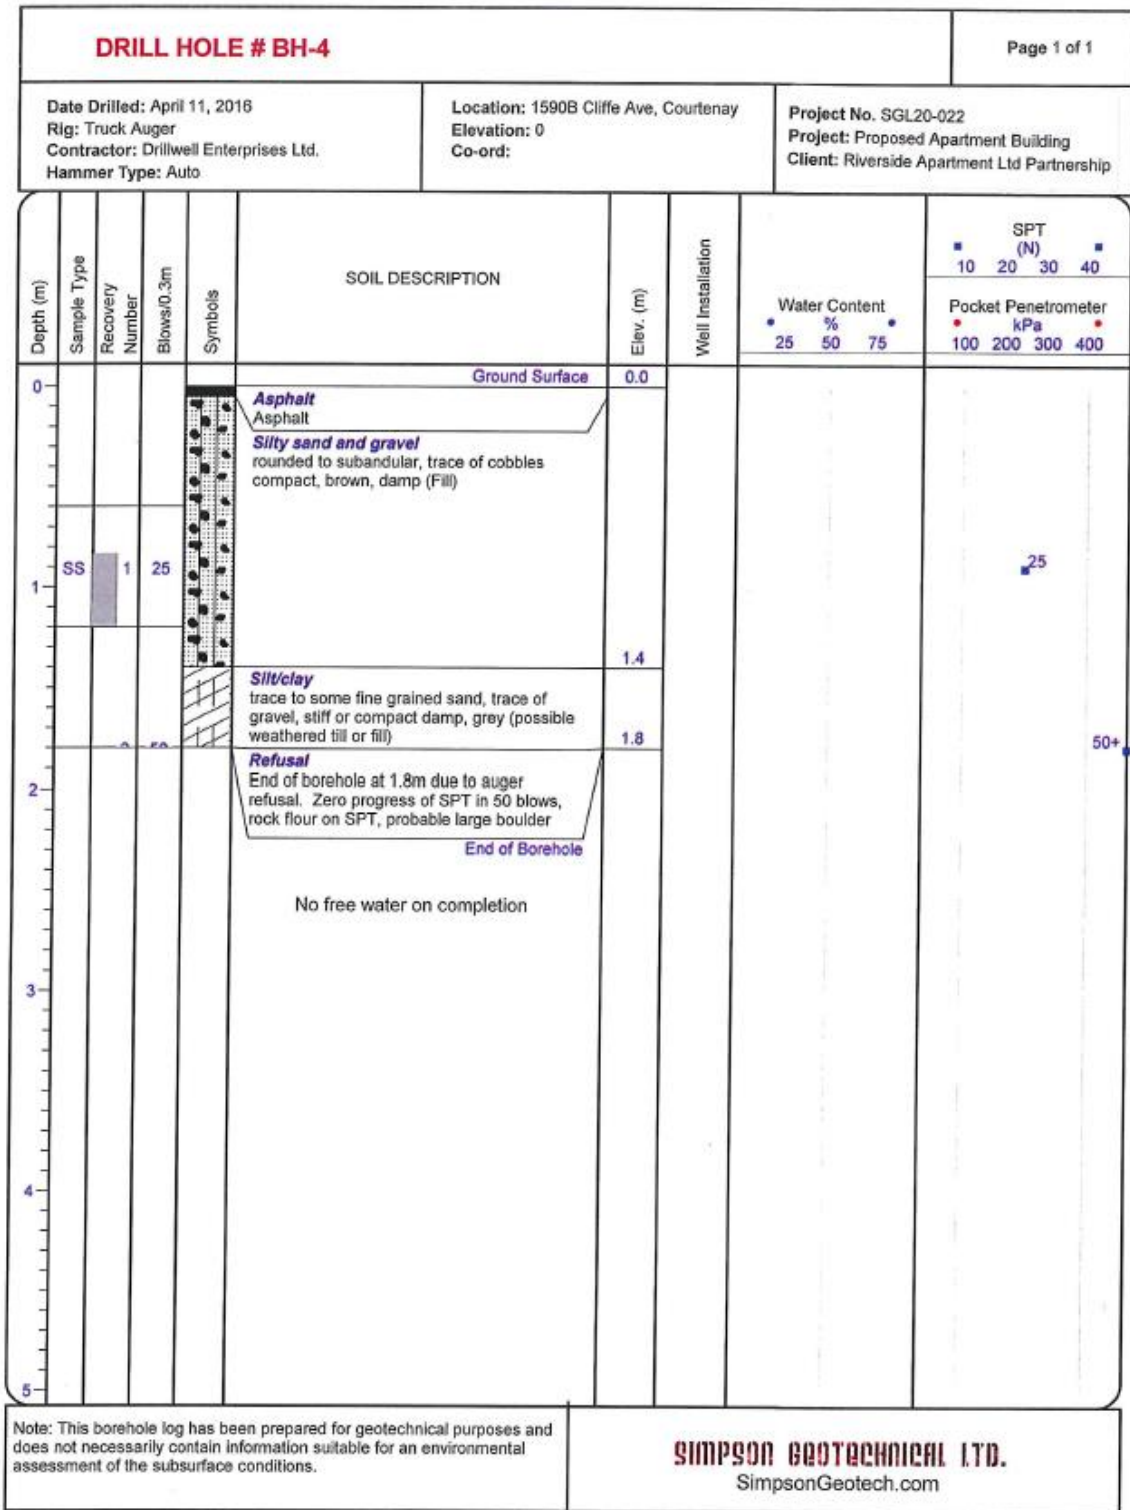 DRILL HOLE # BH-4
Page 1 of 1
Date Drilled: April 11, 2016
Rig: Truck Auger
Contractor: Drillwell Enterprises Ltd.
Hammer Type: Auto
Location: 1590B Cliffe Ave, Courtenay
Elevation: 0
Co-ord:
Project No. SGL20-022
Project: Proposed Apartment Building
Client: Riverside Apartment Ltd Partnership
Depth (m)
Sample Type
Recovery
Number
Blows/0.3m
Symbols
SOIL DESCRIPTION
Elev. (m)
Well Installation
Water Content
%
25 50 75
SPT
(N)
10 20 30 40
Pocket Penetrometer
kPa
100 200 300 400
0
Ground Surface
0.0
Asphalt
Asphalt
Silty sand and gravel
rounded to subandular, trace of cobbles
compact, brown, damp (Fill)
SS
1
25
25
1
1.4
Silt/clay
trace to some fine grained sand, trace of
gravel, stiff or compact damp, grey (possible
weathered till or fill)
1.8
50+
Refusal
End of borehole at 1.8m due to auger
refusal. Zero progress of SPT in 50 blows,
rock flour on SPT, probable large boulder
2
End of Borehole
No free water on completion
3
4
5
Note: This borehole log has been prepared for geotechnical purposes and
does not necessarily contain information suitable for an environmental
assessment of the subsurface conditions.
SIMPSON GEOTECHNICAL LTD.
SimpsonGeotech.com